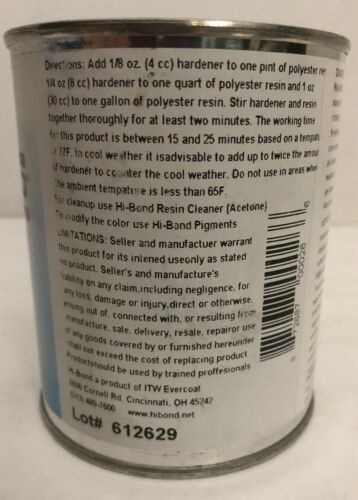 Directions: Add 1/8 oz. (4 cc) hardener to one pint of polyester
1/4 oz (8 cc) hardener to one quart of polyester resin and 1 oz
(30 cc) to one gallon of polyester resin. Stir hardener and resin
together thoroughly for at least two minutes. The working time
for this product is between 15 and 25 minutes based on a
77F. In cool weather it isadvisable to add up to twice the
of hardener to counter the cool weather. Do not use in areas
the ambient tempature is less than 65F.
For cleanup use Hi-Bond Resin Cleaner (Acetone)
To modify the color use Hi-Bond Pigments
LIMITATIONS: Seller and manufactuer warrant
this product for its intened useonly as stated
on product. Seller's and manufacture's
liability on any claim,including negligence, for
any loss, damage or injury,direct or otherwise,
arising out of, connected with, or resulting from
manufacture, sale, delivery, resale, repairor use
of any goods covered by or furnished hereunder
shall not exceed the cost of replacing product
Productshould be used by trained proffesionals
Hi-Bond a product of ITW Evercoat
6600 Cornell Rd. Cincinnati, OH 45242
(513) 489-7600 www.hibond.net
Lot# 612629
72687 00026 6